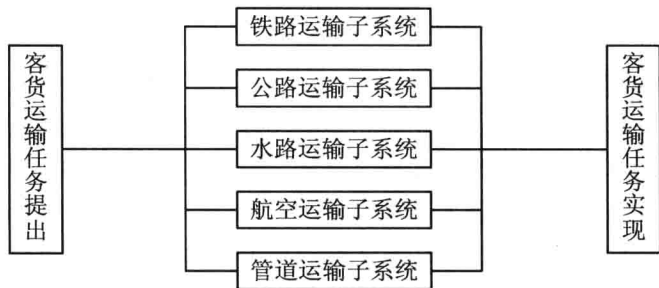 客货运输任务提出
铁路运输子系统
公路运输子系统
水路运输子系统
航空运输子系统
管道运输子系统
客货运输任务实现